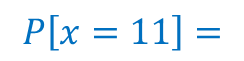 P[x = 11] =